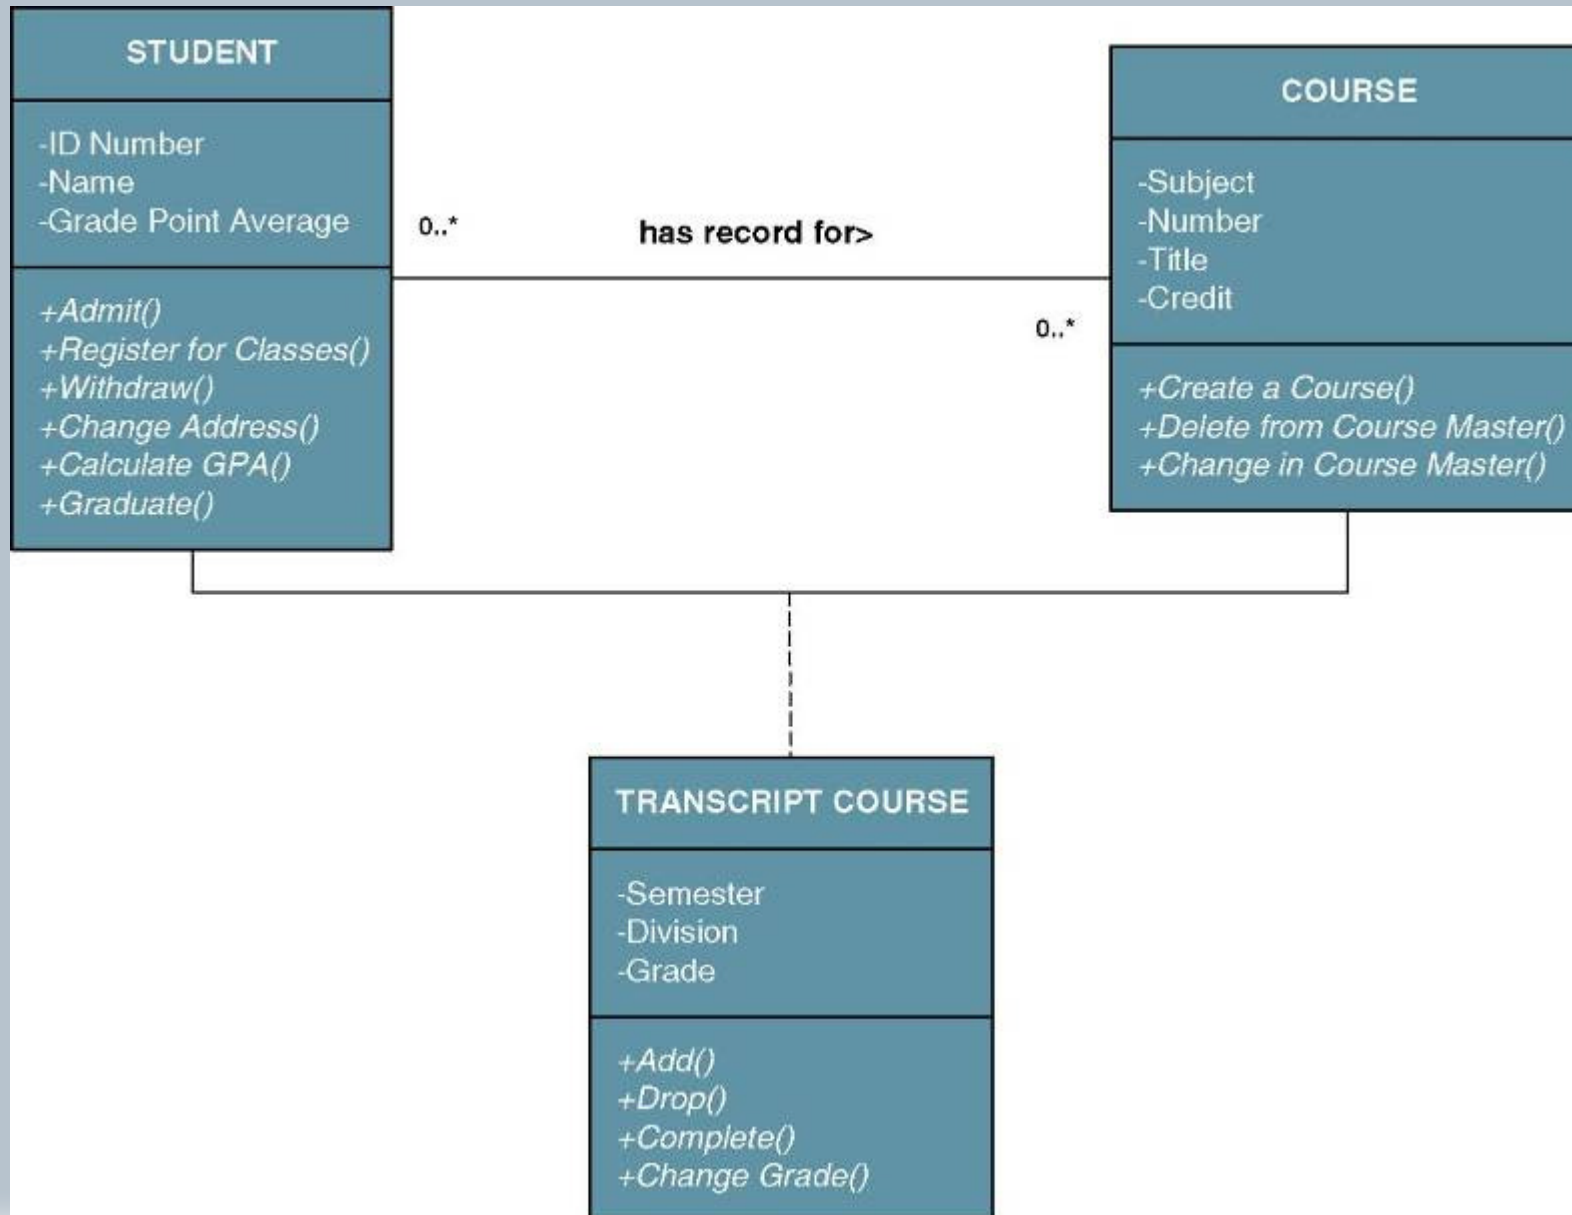 STUDENT
-ID Number
-Name
-Grade Point Average
+Admit()
+Register for Classes()
+Withdraw()
+Change Address()
+Calculate GPA()
+Graduate()
0..*
has record for>
0..*
COURSE
-Subject
-Number
-Title
-Credit
+Create a Course()
+Delete from Course Master()
+Change in Course Master()
TRANSCRIPT COURSE
-Semester
-Division
-Grade
+Add()
+Drop()
+Complete()
+Change Grade()